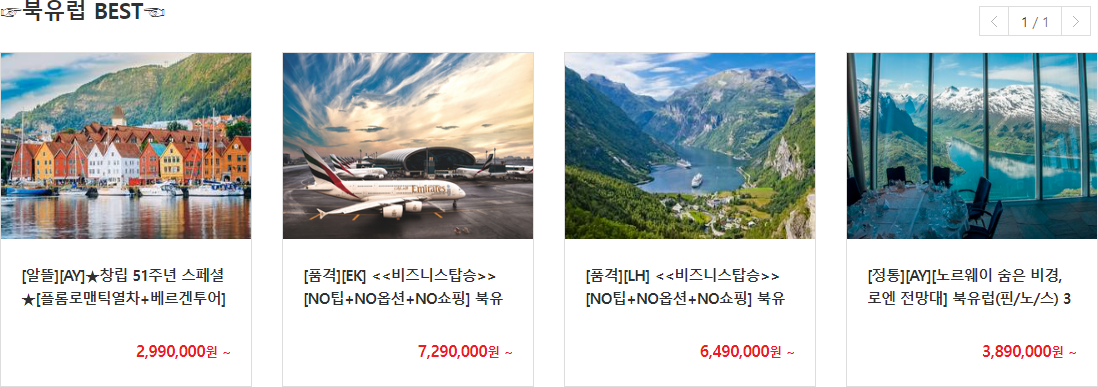 ☞북유럽 BEST☜
1 / 1
Emirates
[알뜰][AY]★창립 51주년 스페셜
★[플롬로맨틱열차+베르겐투어]
2,990,000원 ~
[품격][EK] <<비즈니스탑승>>
[NO팁+NO옵션+NO쇼핑] 북유
7,290,000원 ~
[품격][LH] <<비즈니스탑승>>
[NO팁+NO옵션+NO쇼핑] 북유
6,490,000원 ~
[정통][AY][노르웨이 숨은 비경,
로엔 전망대] 북유럽(핀/노/스) 3
3,890,000원 ~